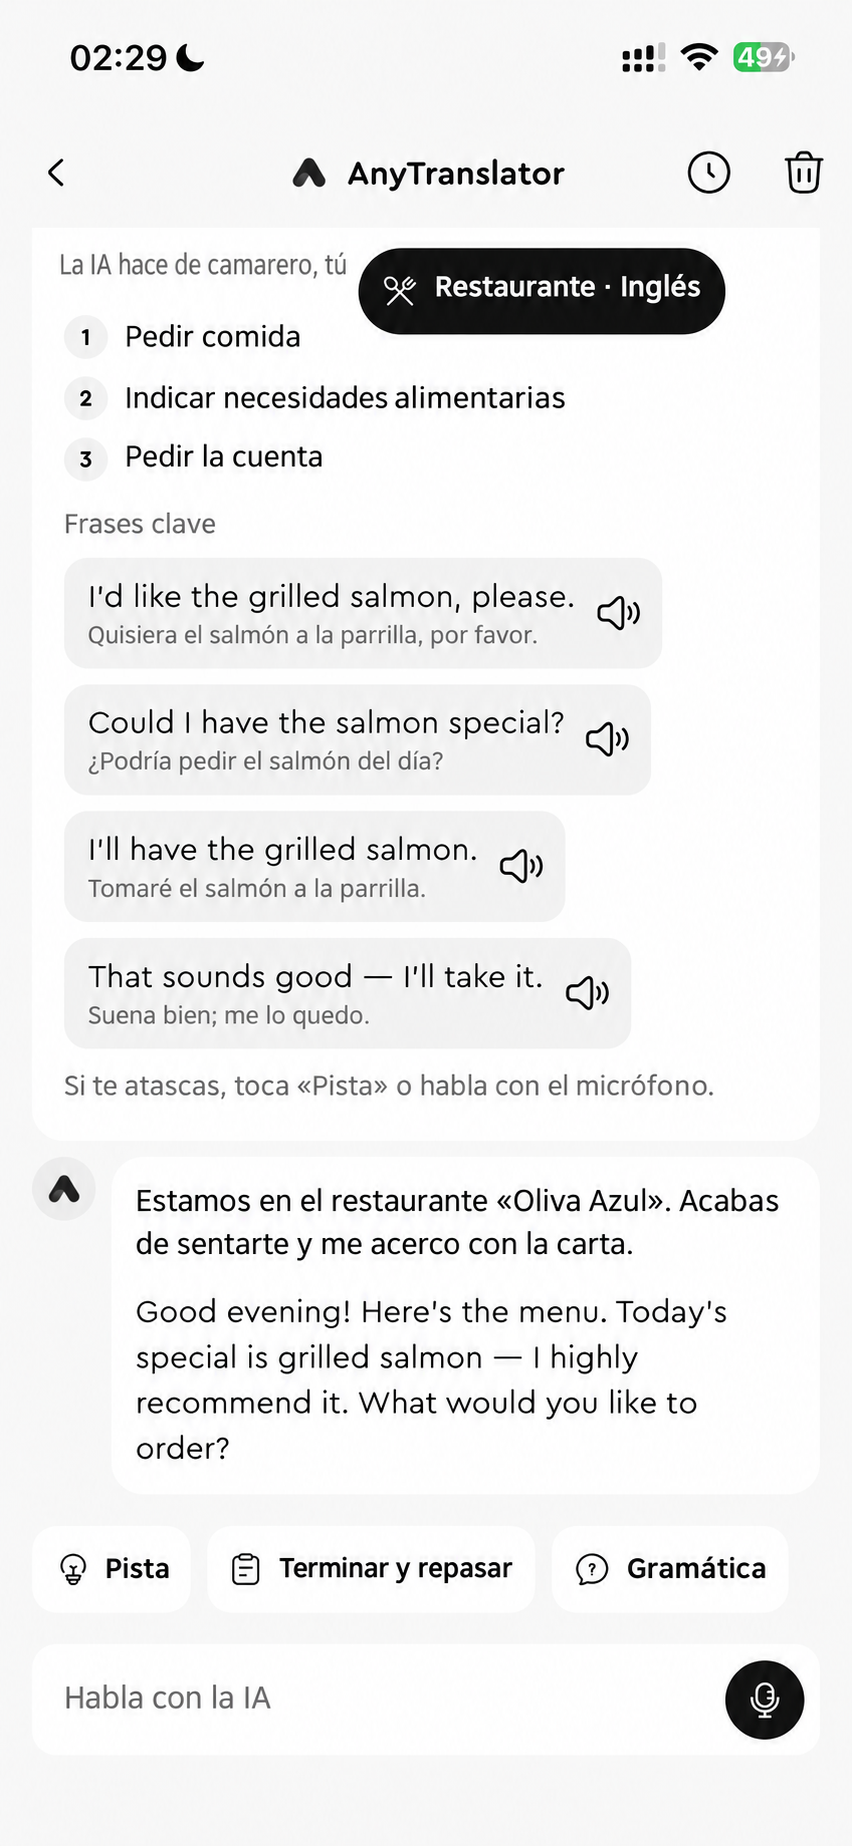 02:29
49
AnyTranslator
La IA hace de camarero, tú
Restaurante · Inglés
1 Pedir comida
2 Indicar necesidades alimentarias
3 Pedir la cuenta
Frases clave
I'd like the grilled salmon, please.
Quisiera el salmón a la parrilla, por favor.
Could I have the salmon special?
¿Podría pedir el salmón del día?
I'll have the grilled salmon.
Tomaré el salmón a la parrilla.
That sounds good — I'll take it.
Suena bien; me lo quedo.
Si te atascas, toca «Pista» o habla con el micrófono.
Estamos en el restaurante «Oliva Azul». Acabas
de sentarte y me acerco con la carta.
Good evening! Here's the menu. Today's
special is grilled salmon — I highly
recommend it. What would you like to
order?
Pista
Terminar y repasar
Gramática
Habla con la IA